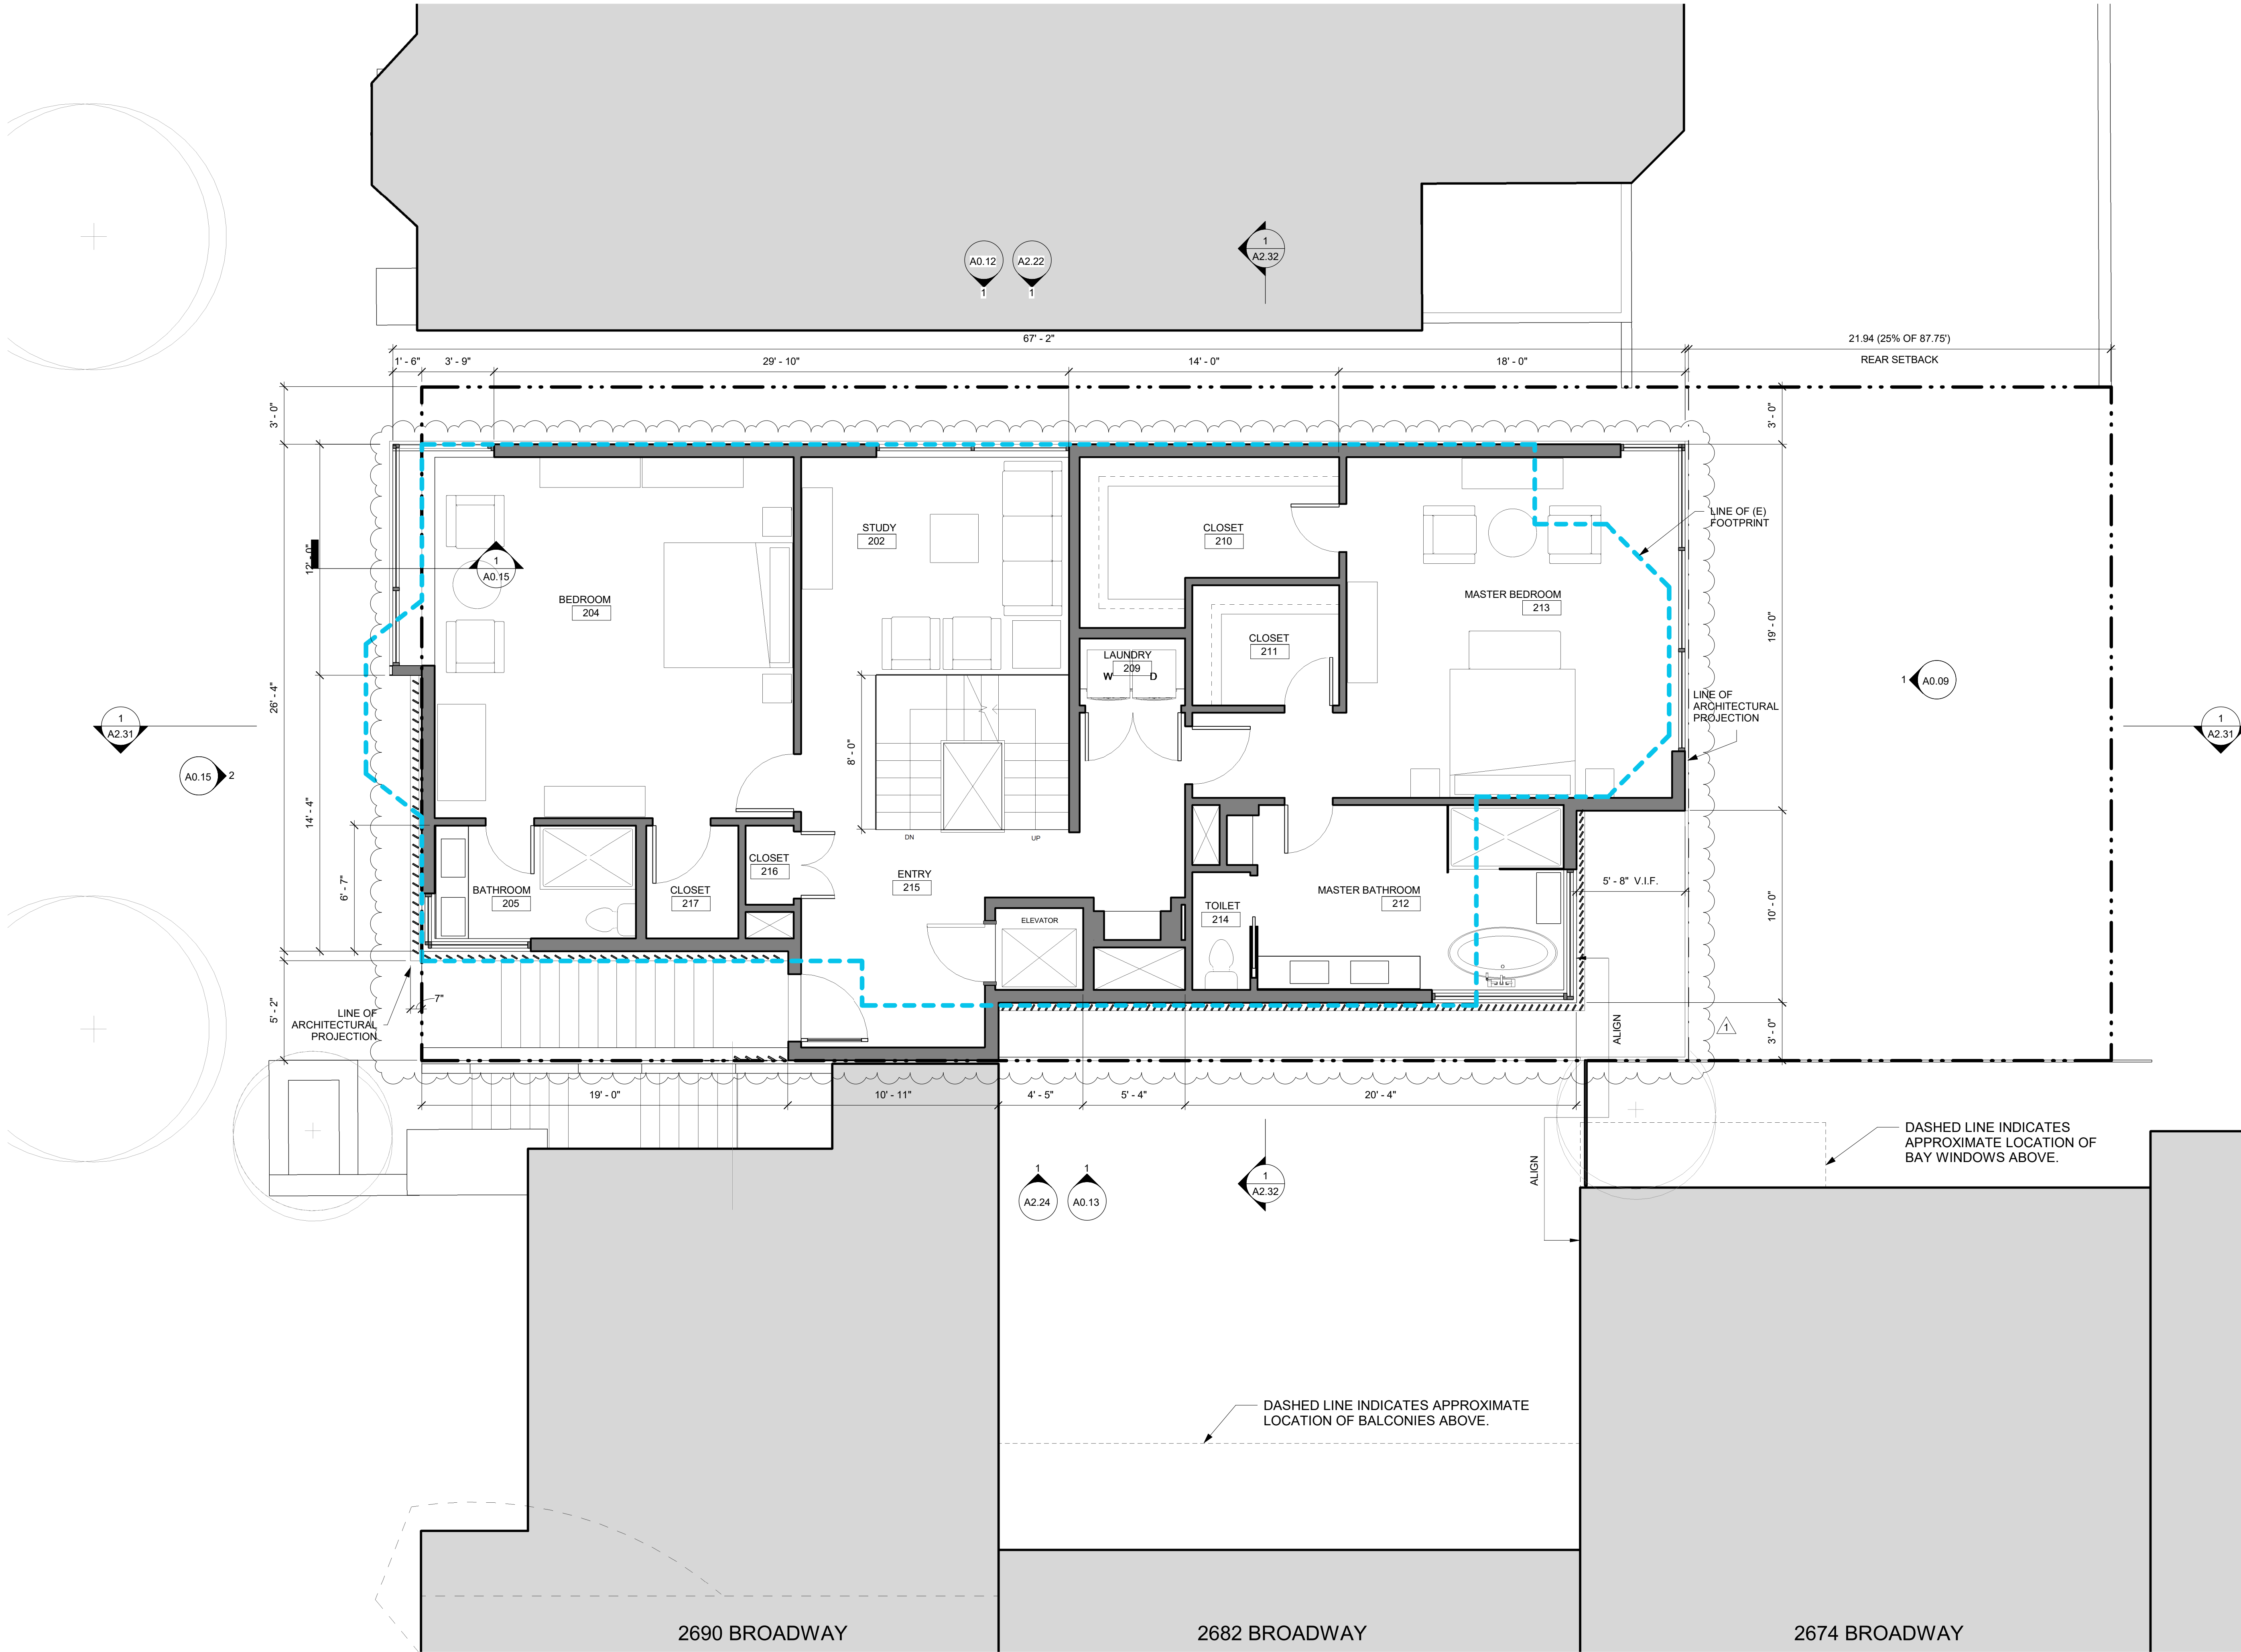 1
A0.12
A2.22
A2.32
1
1
67' - 2"
21.94 (25% OF 87.75')
1' - 6"
3' - 9"
29' - 10"
14' - 0"
18' - 0"
REAR SETBACK
3' - 0"
3' - 0"
LINE OF (E)
FOOTPRINT
STUDY
202
CLOSET
210
12' - 0"
1
A0.15
BEDROOM
204
MASTER BEDROOM
213
CLOSET
211
LAUNDRY
209
W
D
19' - 0"
1
A0.09
26' - 4"
LINE OF
ARCHITECTURAL
PROJECTION
1
A2.31
1
A2.31
A0.15
2
8' - 0"
14' - 4"
DN
UP
CLOSET
216
ENTRY
215
6' - 7"
BATHROOM
205
CLOSET
217
MASTER BATHROOM
212
5' - 8" V.I.F.
TOILET
214
ELEVATOR
10' - 0"
7"
5' - 2"
LINE OF
ARCHITECTURAL
PROJECTION
ALIGN
1
3' - 0"
19' - 0"
10' - 11"
4' - 5"
5' - 4"
20' - 4"
DASHED LINE INDICATES
APPROXIMATE LOCATION OF
BAY WINDOWS ABOVE.
ALIGN
1
1
1
A2.24
A0.13
A2.32
DASHED LINE INDICATES APPROXIMATE
LOCATION OF BALCONIES ABOVE.
2690 BROADWAY
2682 BROADWAY
2674 BROADWAY